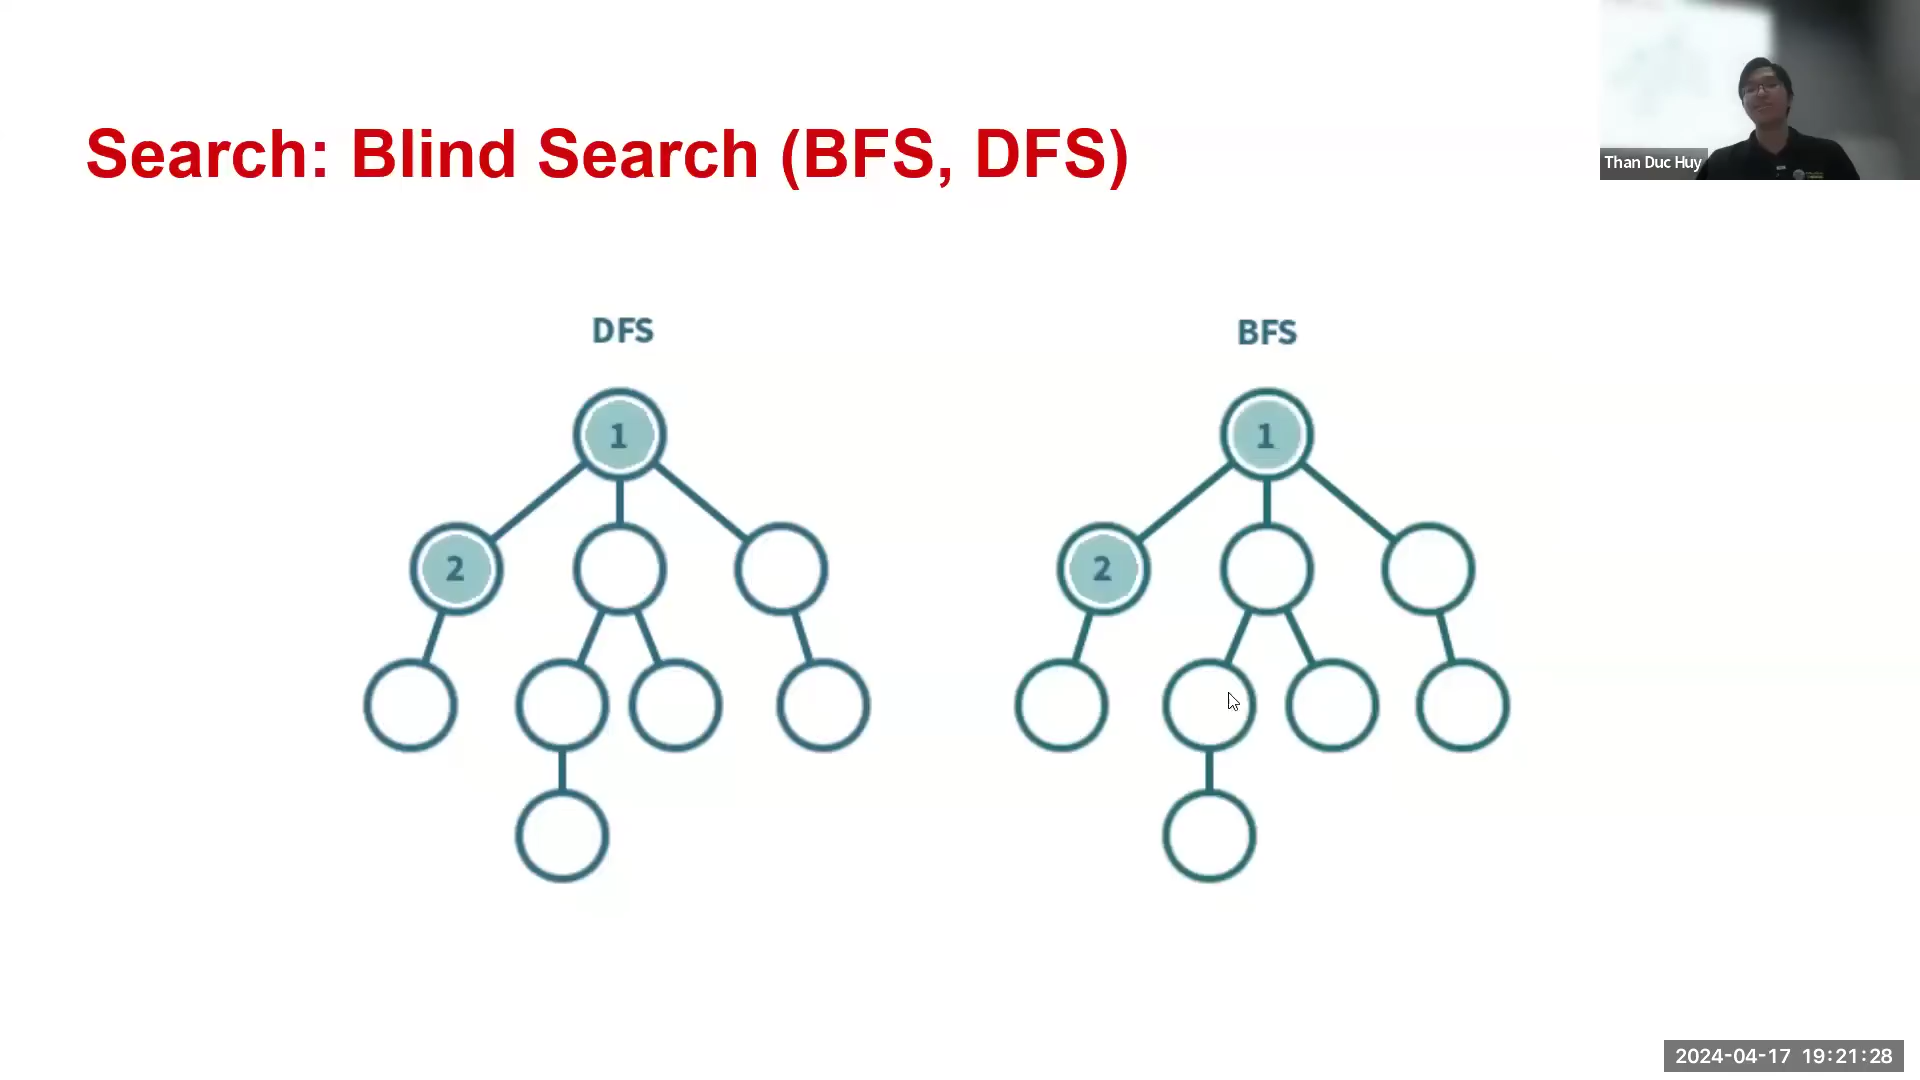 Than Duc Huy
Search: Blind Search (BFS, DFS)
DFS
BFS
1
1
2
2
2024-04-17 19:21:28